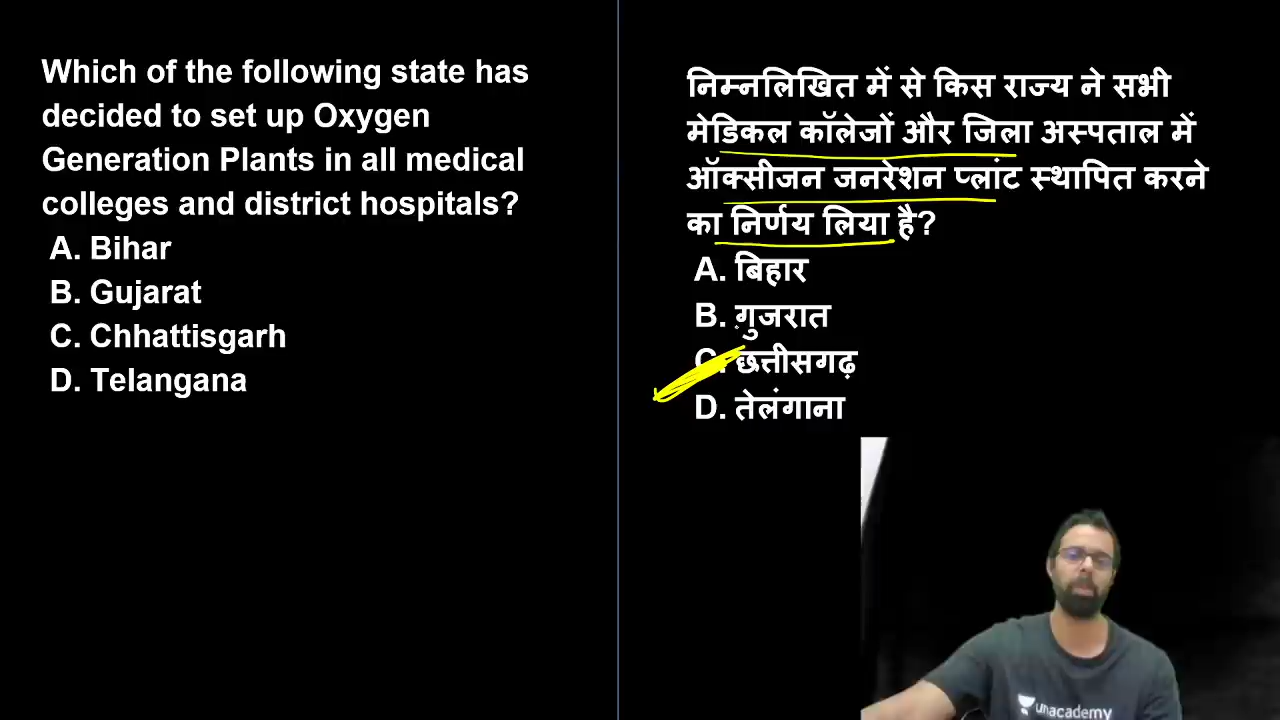 Which of the following state has
decided to set up Oxygen
Generation Plants in all medical
colleges and district hospitals?
A. Bihar
B. Gujarat
C. Chhattisgarh
D. Telangana
निम्नलिखित में से किस राज्य ने सभी
मेडिकल कॉलेजों और जिला अस्पताल में
ऑक्सीजन जनरेशन प्लांट स्थापित करने
का निर्णय लिया है?
A. बिहार
B. गुजरात
C. छत्तीसगढ़
D. तेलंगाना
unacademy